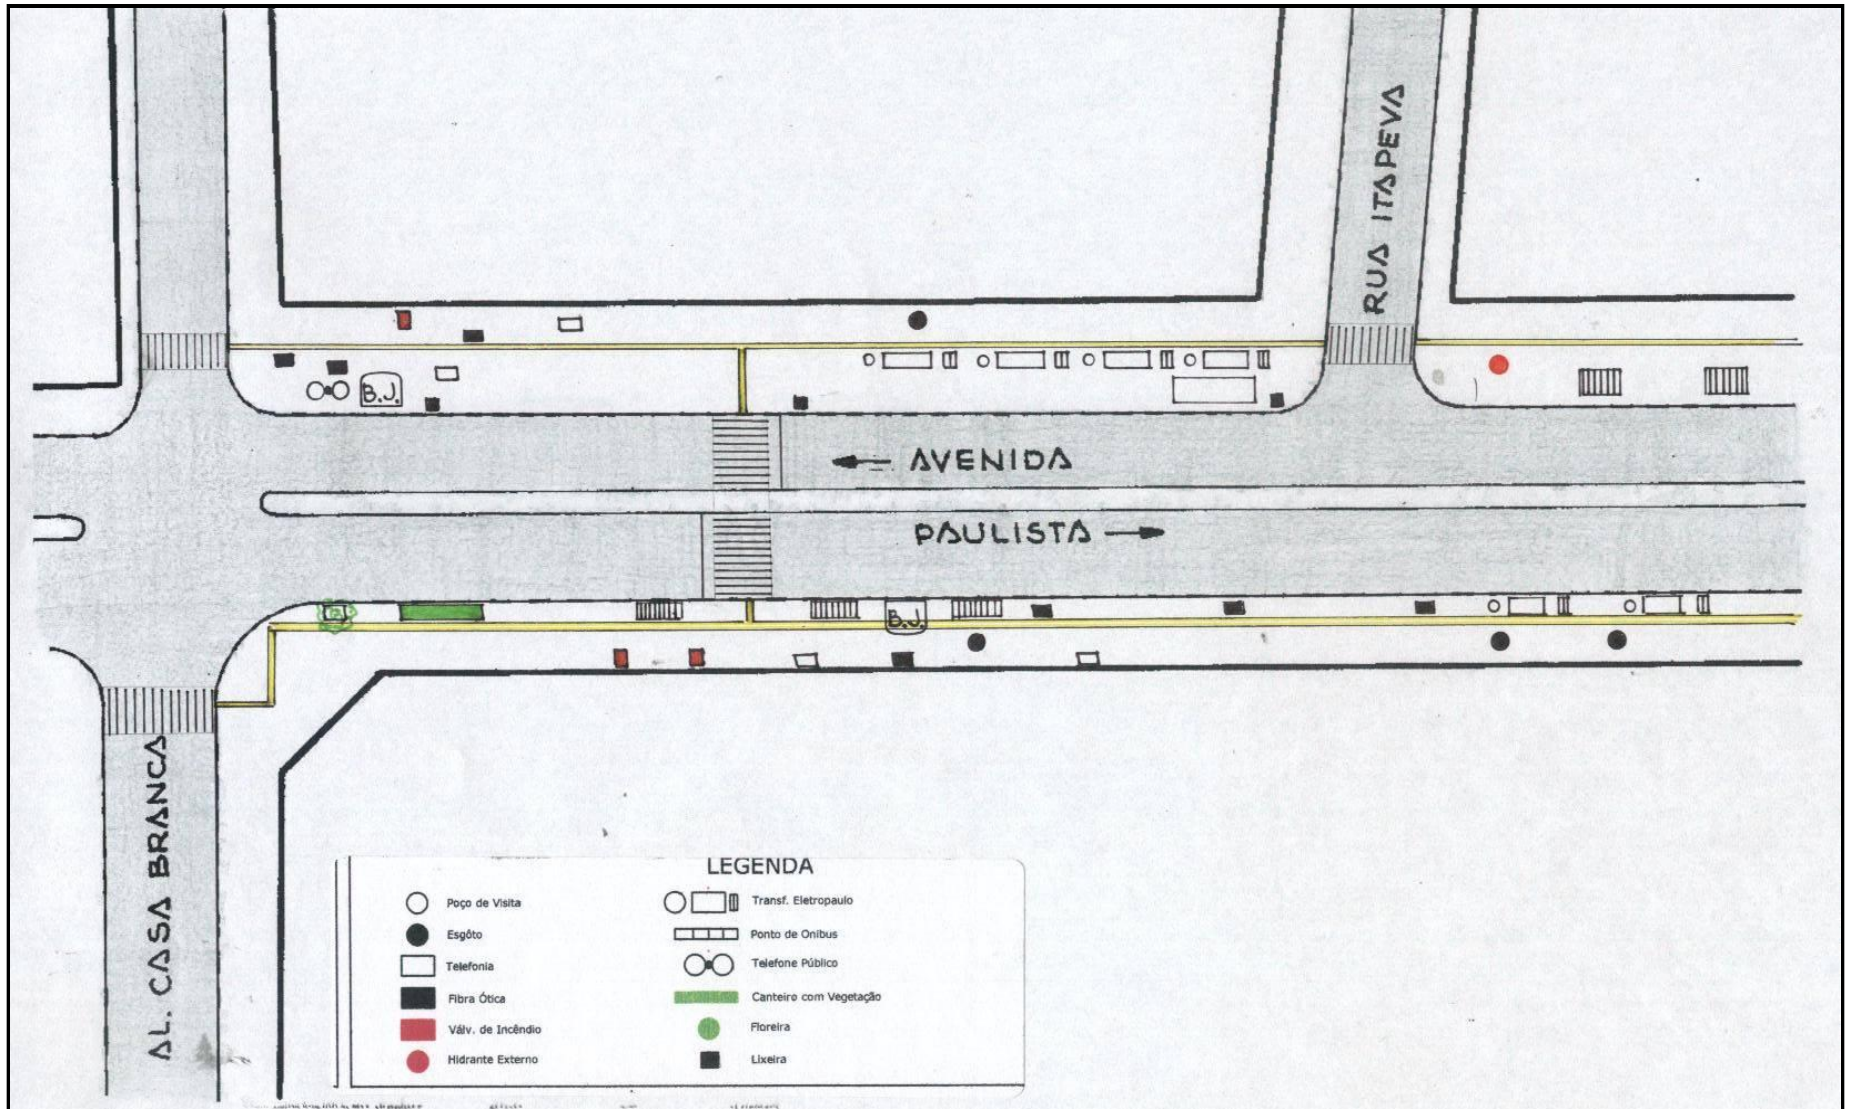 RUA ITAPEVA
B.J.
← AVENIDA
PAULISTA →
B.J.
AL. CASA BRANCA
LEGENDA
Poço de Visita
Esgôto
Telefonia
Fibra Ótica
Válv. de Incêndio
Hidrante Externo
Transf. Eletropaulo
Ponto de Onibus
Telefone Público
Canteiro com Vegetação
Floreira
Lixeira